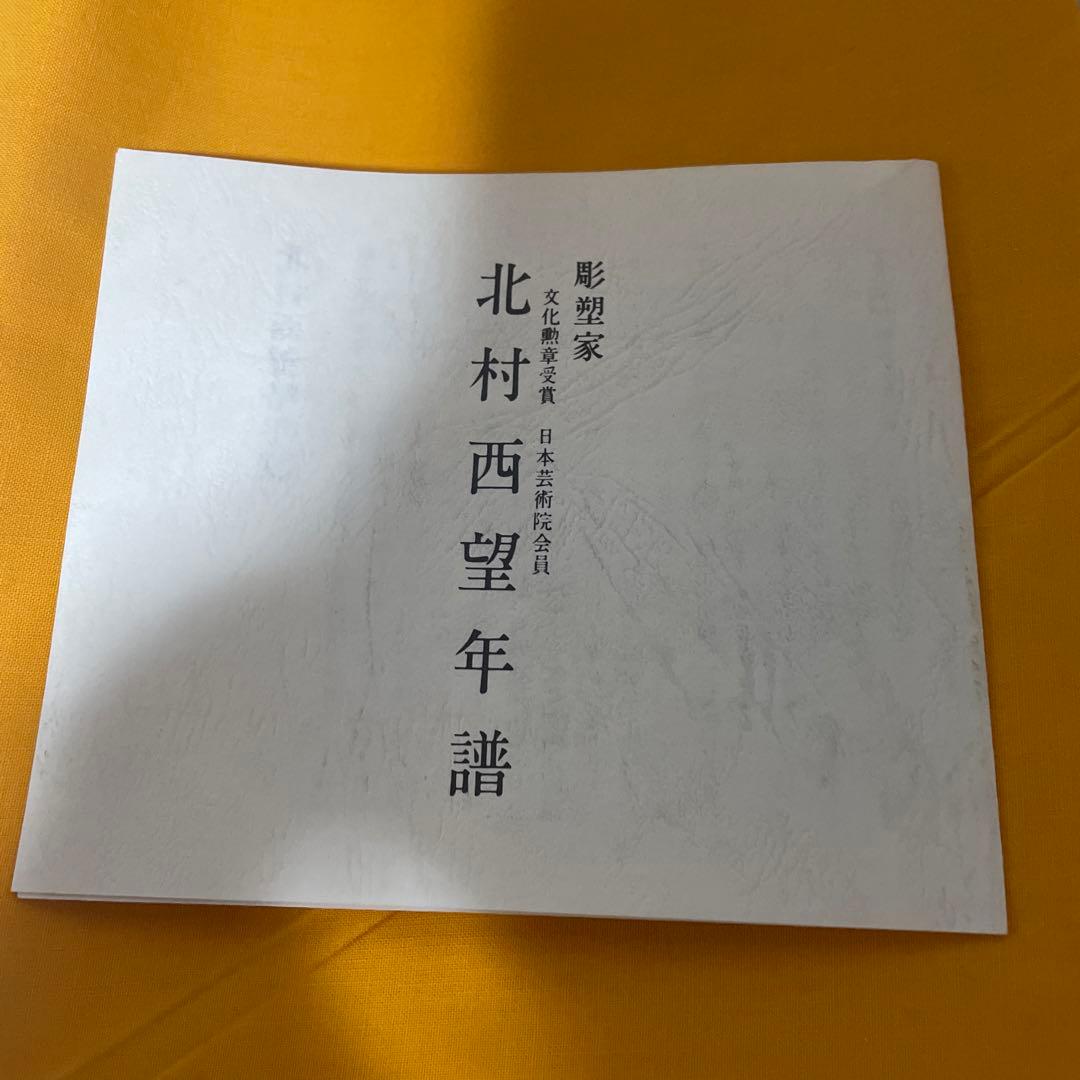 彫塑家
文化勲章受賞　日本芸術院会員
北村西望年譜